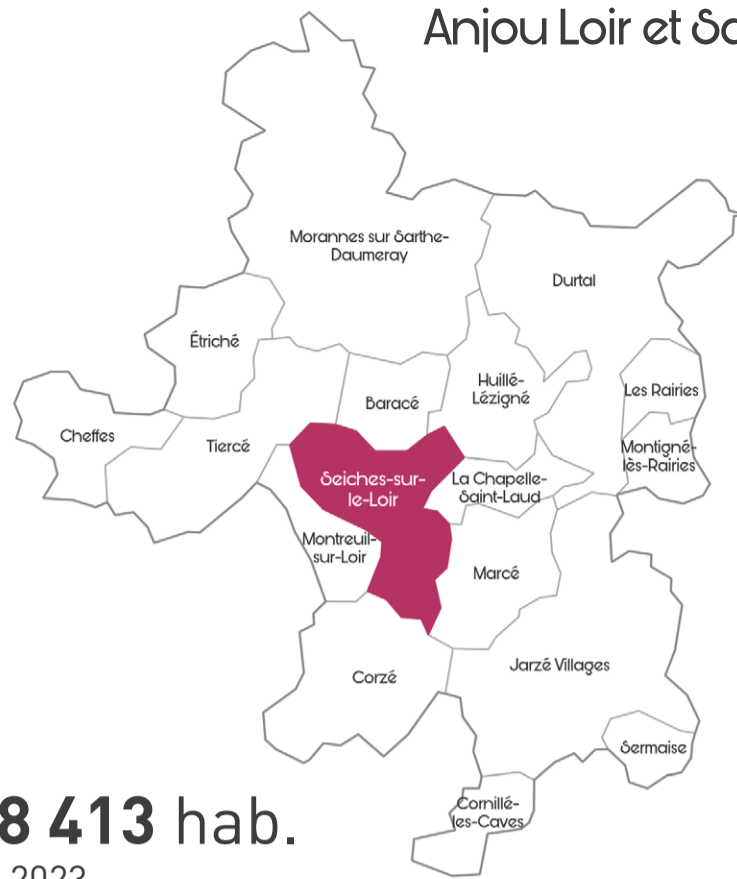 Anjou Loir et
Morannes sur Sarthe-
Daumeray
Durtal
Étriché
Huillé-
Lézigné
Les Rairies
Baracé
Cheffes
Tiercé
Montigné-
lès-Rairies
Seiches-sur-
le-Loir
La Chapelle-
Saint-Laud
Montreuil-
sur-Loir
Marcé
Corzé
Jarzé Villages
Sermaise
Cornillé-
les-Caves
8 413 hab.
2023